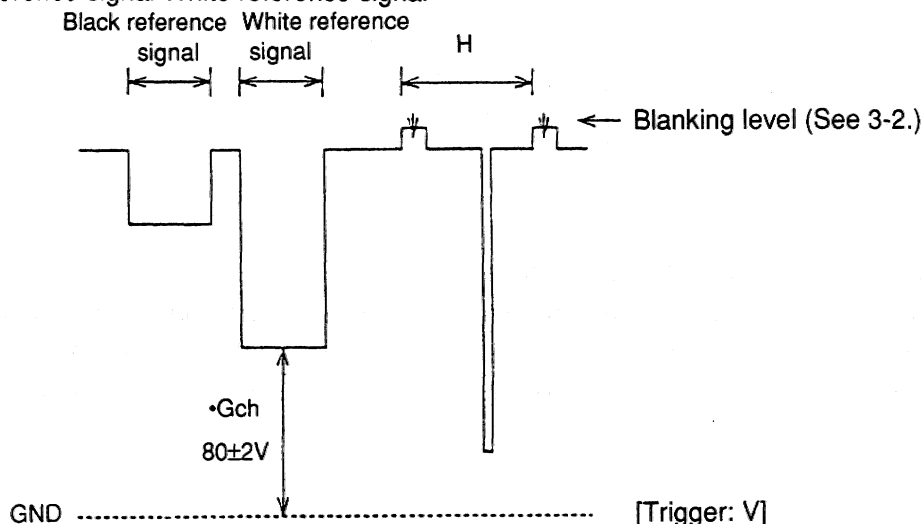 Black reference White reference
signal signal
H
Blanking level (See 3-2.)
•Gch
80±2V
GND
[Trigger: V]